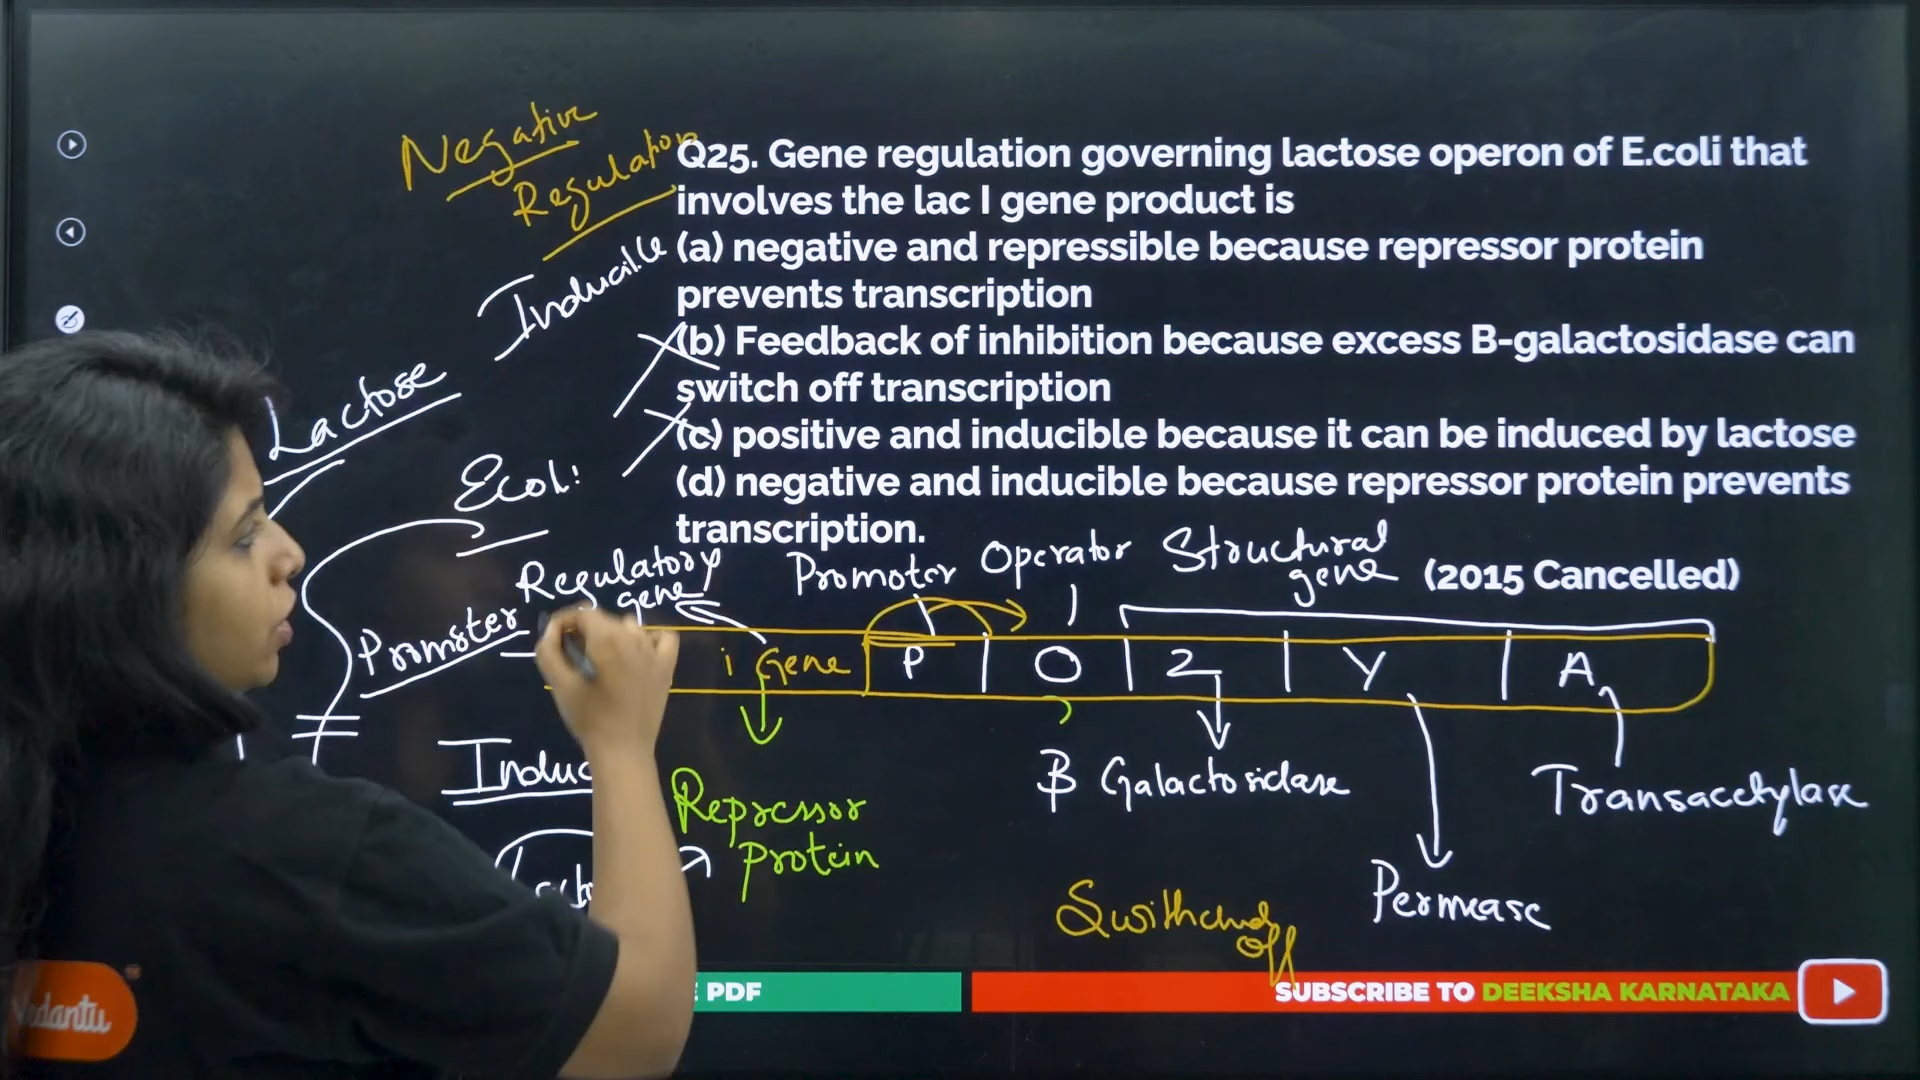 Negative
Regulation
Q25. Gene regulation governing lactose operon of E.coli that
involves the lac I gene product is
(a) negative and repressible because repressor protein
prevents transcription
(b) Feedback of inhibition because excess B-galactosidase can
switch off transcription
(c) positive and inducible because it can be induced by lactose
(d) negative and inducible because repressor protein prevents
transcription.
(2015 Cancelled)
Inducible
Lactose
Ecoli
Regulatory
gene
Promoter
Operator
Structural
gene
Promoter
i Gene
P
O
Z
Y
A
Induc
Repressor
protein
B Galactosidase
Permease
Transacetylase
Swithched
off
PDF
SUBSCRIBE TO DEEKSHA KARNATAKA
Vedantu